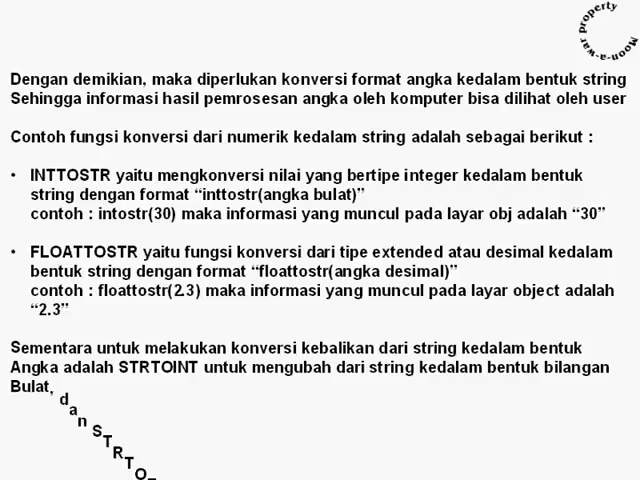 Moon-a-war property
Dengan demikian, maka diperlukan konversi format angka kedalam bentuk string
Sehingga informasi hasil pemrosesan angka oleh komputer bisa dilihat oleh user
Contoh fungsi konversi dari numerik kedalam string adalah sebagai berikut :
• INTTOSTR yaitu mengkonversi nilai yang bertipe integer kedalam bentuk
string dengan format “inttostr(angka bulat)”
contoh : intostr(30) maka informasi yang muncul pada layar obj adalah “30”
• FLOATTOSTR yaitu fungsi konversi dari tipe extended atau desimal kedalam
bentuk string dengan format “floattostr(angka desimal)”
contoh : floattostr(2.3) maka informasi yang muncul pada layar object adalah
“2.3”
Sementara untuk melakukan konversi kebalikan dari string kedalam bentuk
Angka adalah STRTOINT untuk mengubah dari string kedalam bentuk bilangan
Bulat, dan STRTO